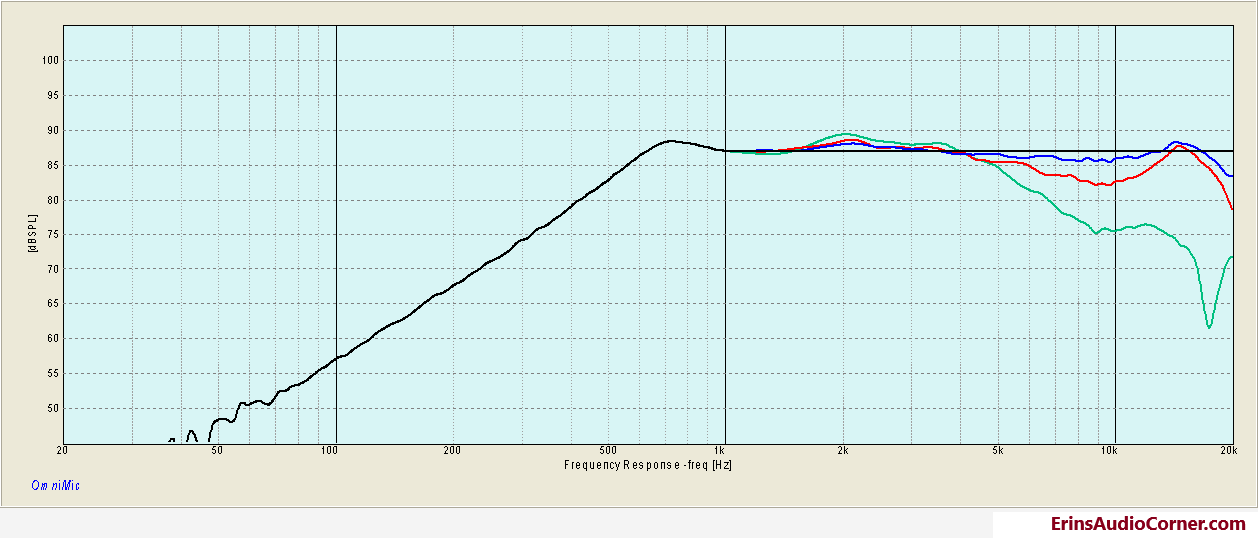 100
95
90
85
80
75
70
65
60
55
50
[dBSPL]
20 50 100 200 500 1k 2k 5k 10k 20k
Frequency Response -freq [Hz]
OmniMic
ErinsAudioCorner.com